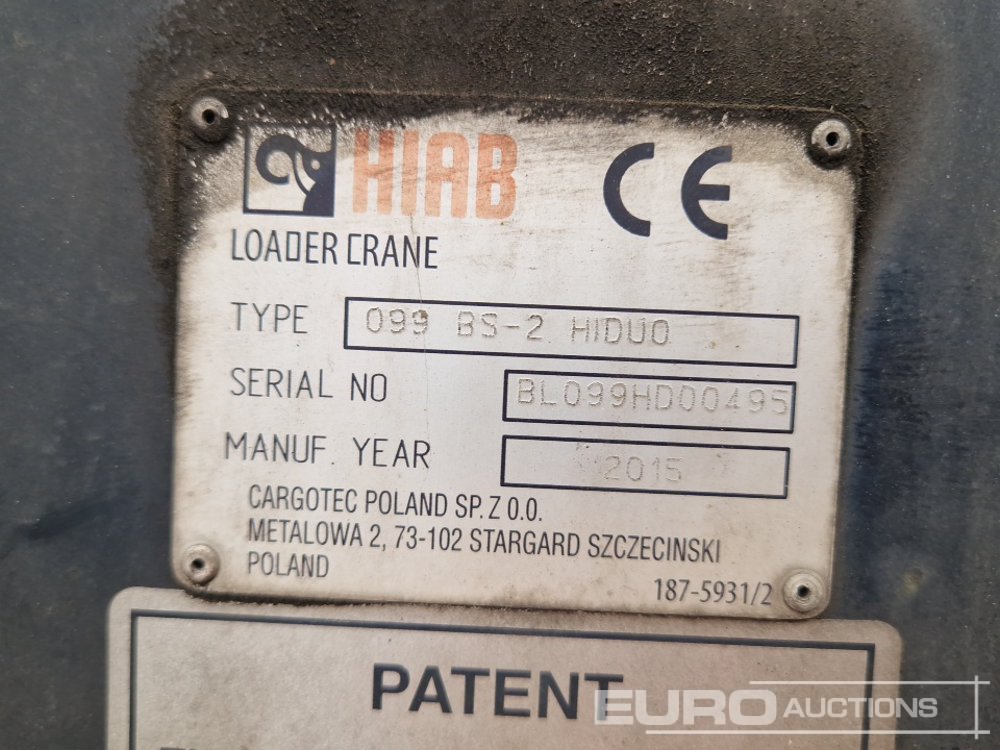 HIAB CE
LOADER CRANE
TYPE 099 BS-2 HIDUO
SERIAL NO BL099HD00495
MANUF. YEAR 2015
CARGOTEC POLAND SP. Z O.O.
METALOWA 2, 73-102 STARGARD SZCZECINSKI
POLAND
187-5931/2
PATENT
EURO AUCTIONS